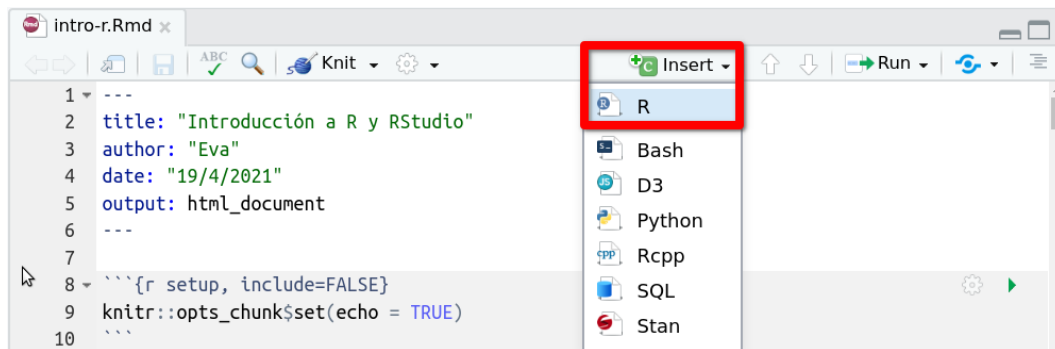 intro-r.Rmd
ABC Knit Insert Run
1 ---
2 title: "Introducción a R y RStudio"
3 author: "Eva"
4 date: "19/4/2021"
5 output: html_document
6 ---
7
8 ```{r setup, include=FALSE}
9 knitr::opts_chunk$set(echo = TRUE)
10 ```
R
Bash
D3
Python
Rcpp
SQL
Stan